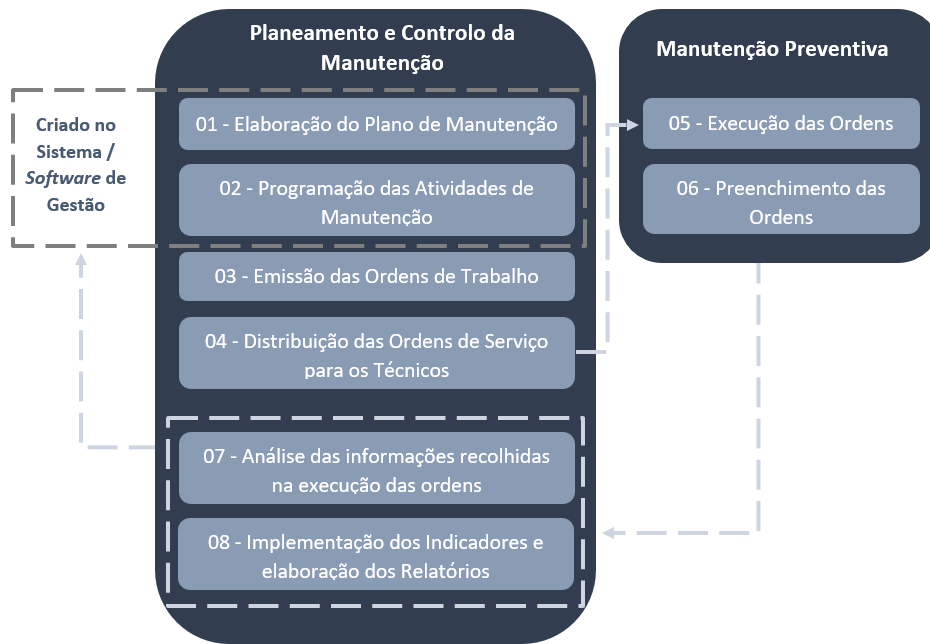 Planeamento e Controlo da
Manutenção
Criado no
Sistema /
Software de
Gestão
01 - Elaboração do Plano de Manutenção
02 - Programação das Atividades de
Manutenção
03 - Emissão das Ordens de Trabalho
04 - Distribuição das Ordens de Serviço
para os Técnicos
Manutenção Preventiva
05 - Execução das Ordens
06 - Preenchimento das
Ordens
07 - Análise das informações recolhidas
na execução das ordens
08 - Implementação dos Indicadores e
elaboração dos Relatórios